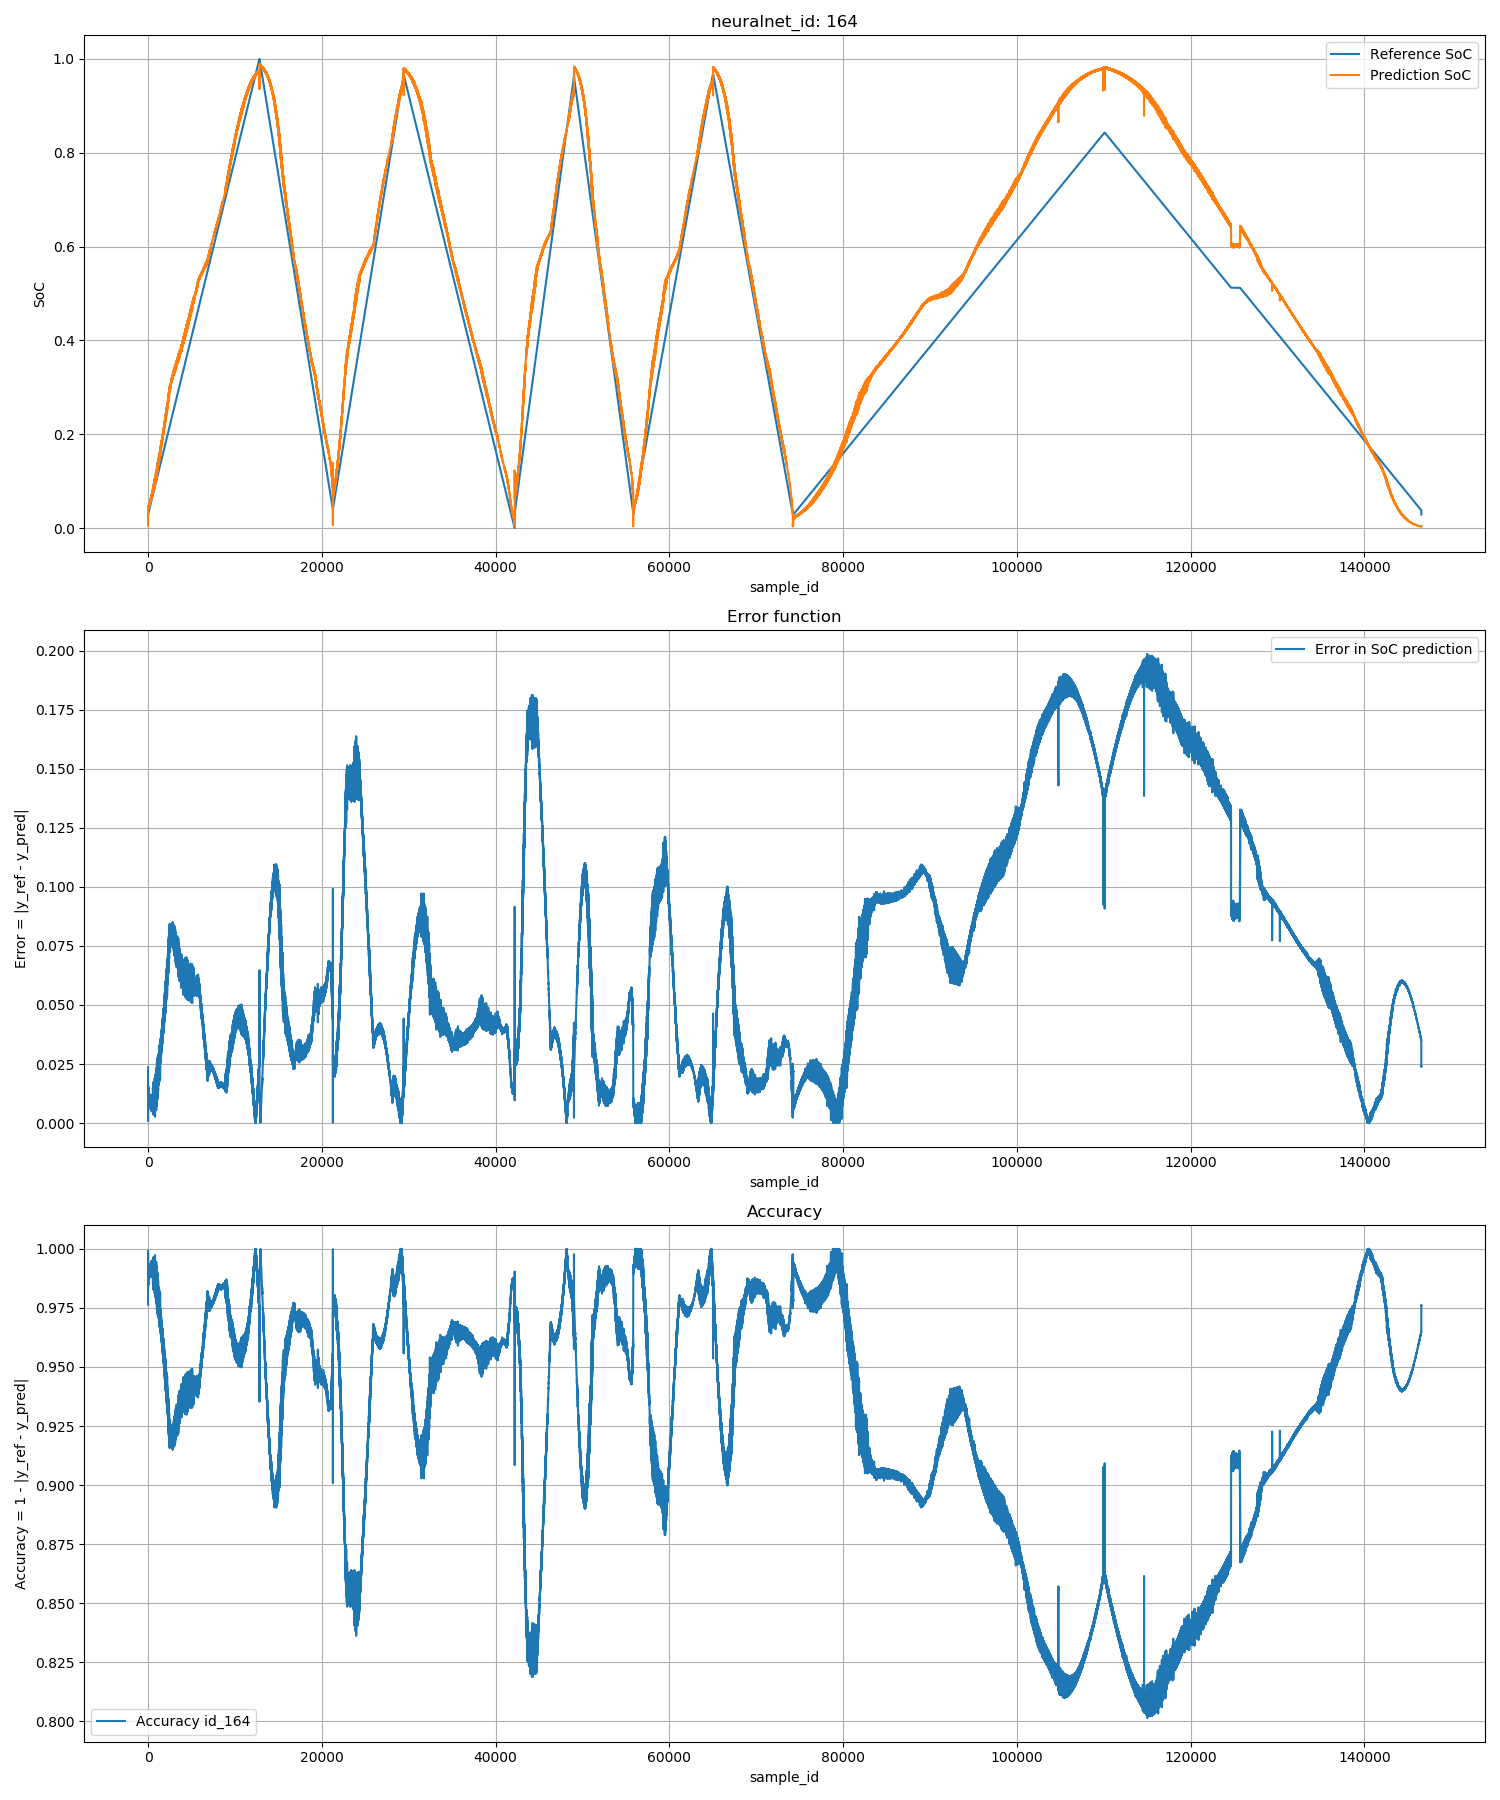 neuralnet_id: 164
Reference SoC
Prediction SoC
SoC
1.0
0.8
0.6
0.4
0.2
0.0
0 20000 40000 60000 80000 100000 120000 140000
sample_id
Error function
Error in SoC prediction
Error = |y_ref - y_pred|
0.200
0.175
0.150
0.125
0.100
0.075
0.050
0.025
0.000
0 20000 40000 60000 80000 100000 120000 140000
sample_id
Accuracy
Accuracy = 1 - |y_ref - y_pred|
1.000
0.975
0.950
0.925
0.900
0.875
0.850
0.825
0.800
Accuracy id_164
0 20000 40000 60000 80000 100000 120000 140000
sample_id